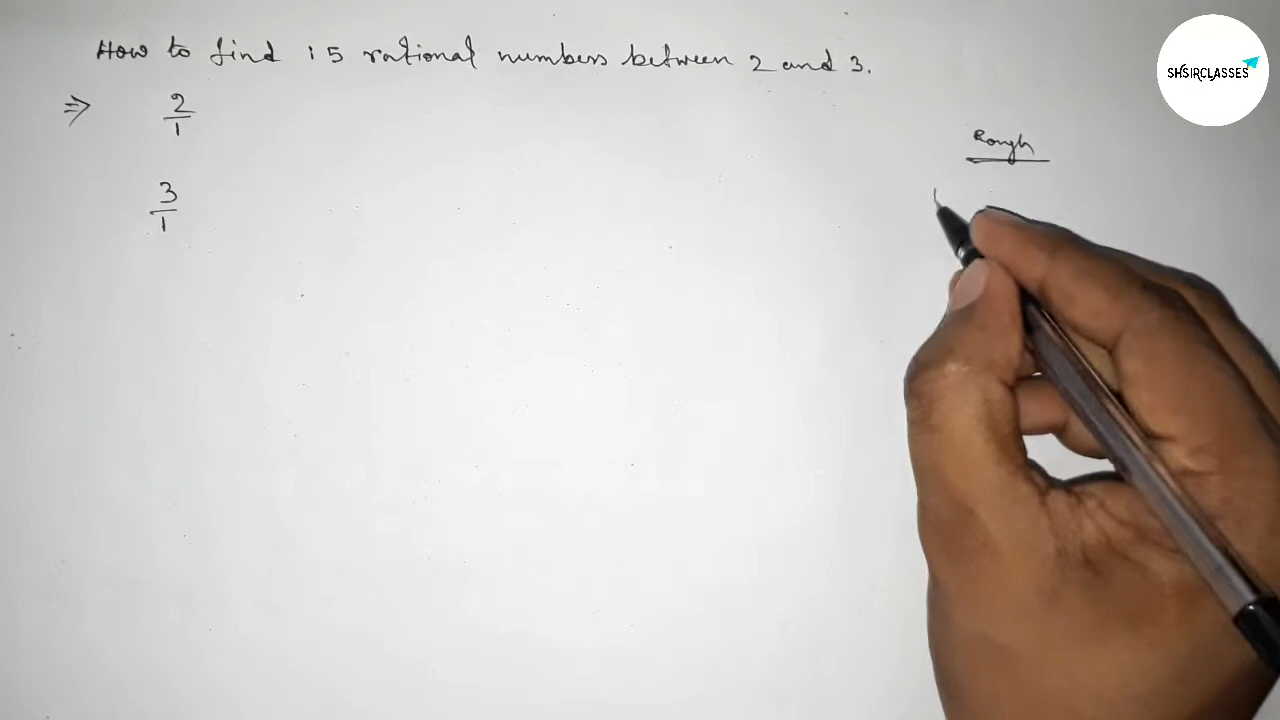 How to find 15 rational numbers between 2 and 3.
⇒ 2/1
3/1
Rough
SHSIRCLASSES